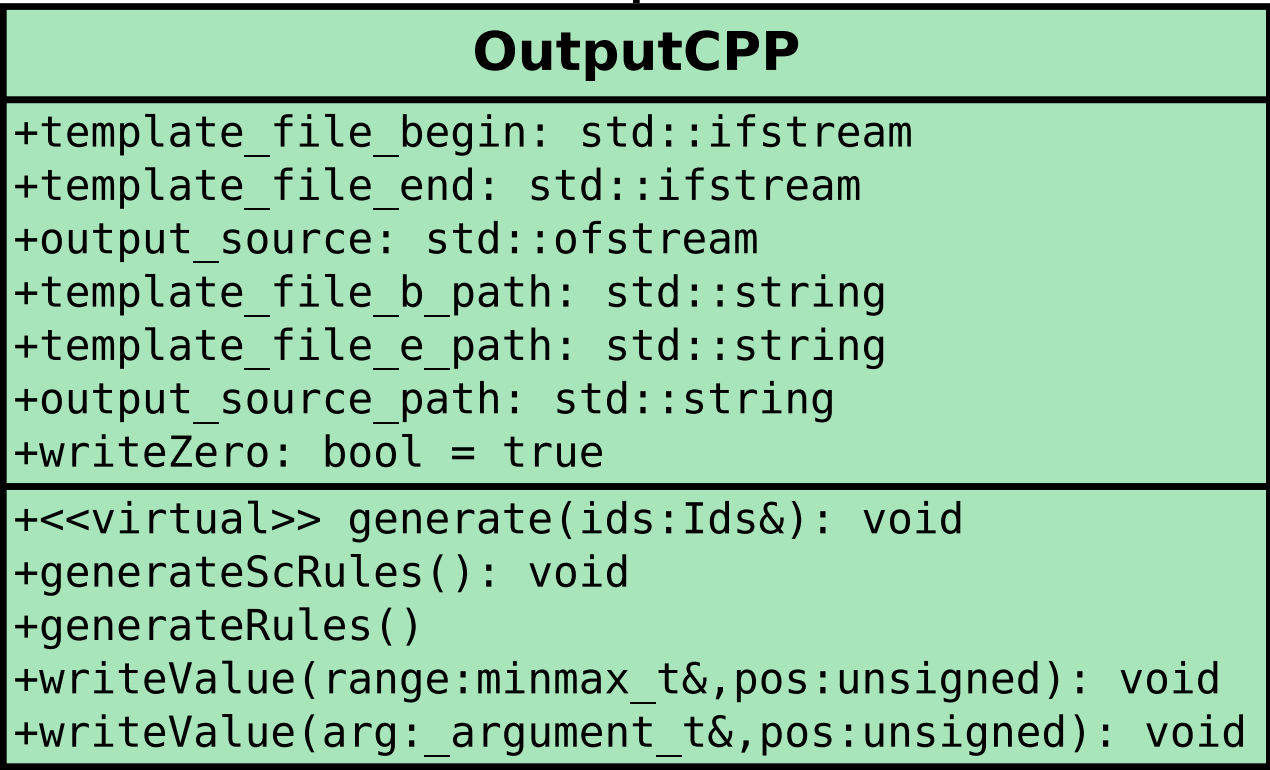 OutputCPP
+template_file_begin: std::ifstream
+template_file_end: std::ifstream
+output_source: std::ofstream
+template_file_b_path: std::string
+template_file_e_path: std::string
+output_source_path: std::string
+writeZero: bool = true
+<<virtual>> generate(ids:Ids&): void
+generateScRules(): void
+generateRules()
+writeValue(range:minmax_t&,pos:unsigned): void
+writeValue(arg:_argument_t&,pos:unsigned): void